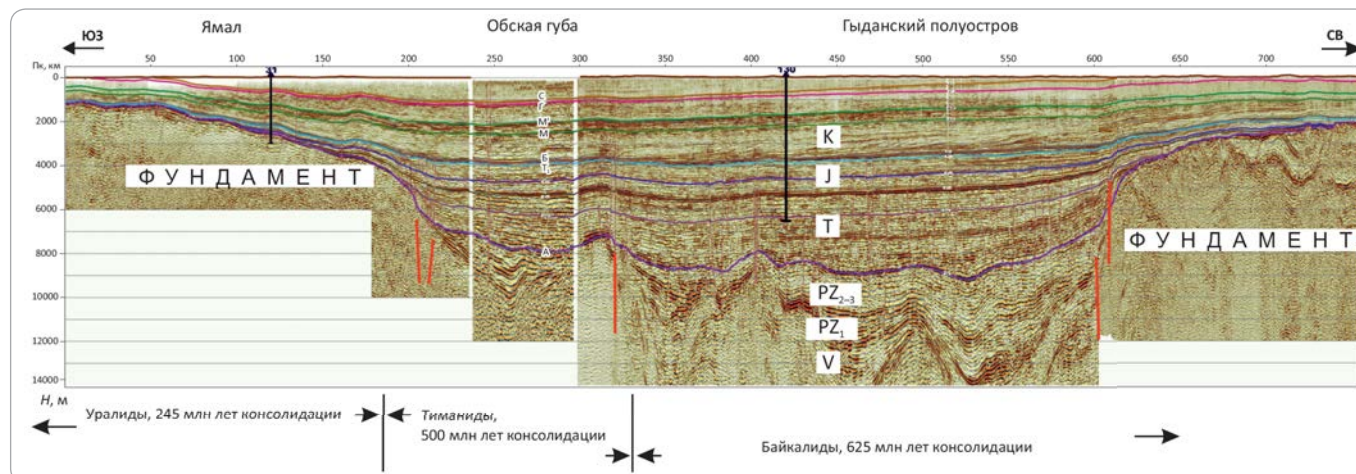 Ямал Обская губа Гыданский полуостров
ЮЗ СВ
Пк, км 50 100 150 200 250 300 350 400 450 500 550 600 650 700
0
2000
4000
6000
8000
10000
12000
14000
H, м
Г
М'
М
Б
А
K
J
T
PZ2–3
PZ1
V
ФУНДАМЕНТ
ФУНДАМЕНТ
Уралиды, 245 млн лет консолидации
Тиманиды,
500 млн лет консолидации
Байкалиды, 625 млн лет консолидации